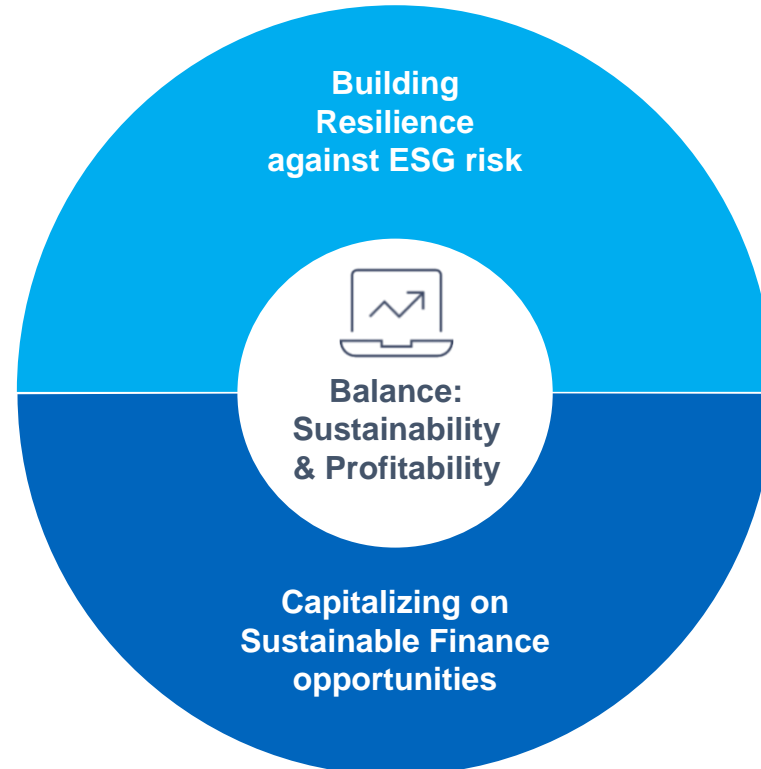 Building
Resilience
against ESG risk
Balance:
Sustainability
& Profitability
Capitalizing on
Sustainable Finance
opportunities